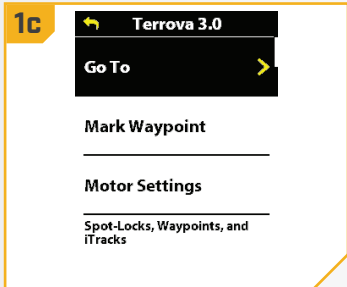 1c
Terrova 3.0
Go To
Mark Waypoint
Motor Settings
Spot-Locks, Waypoints, and
iTracks